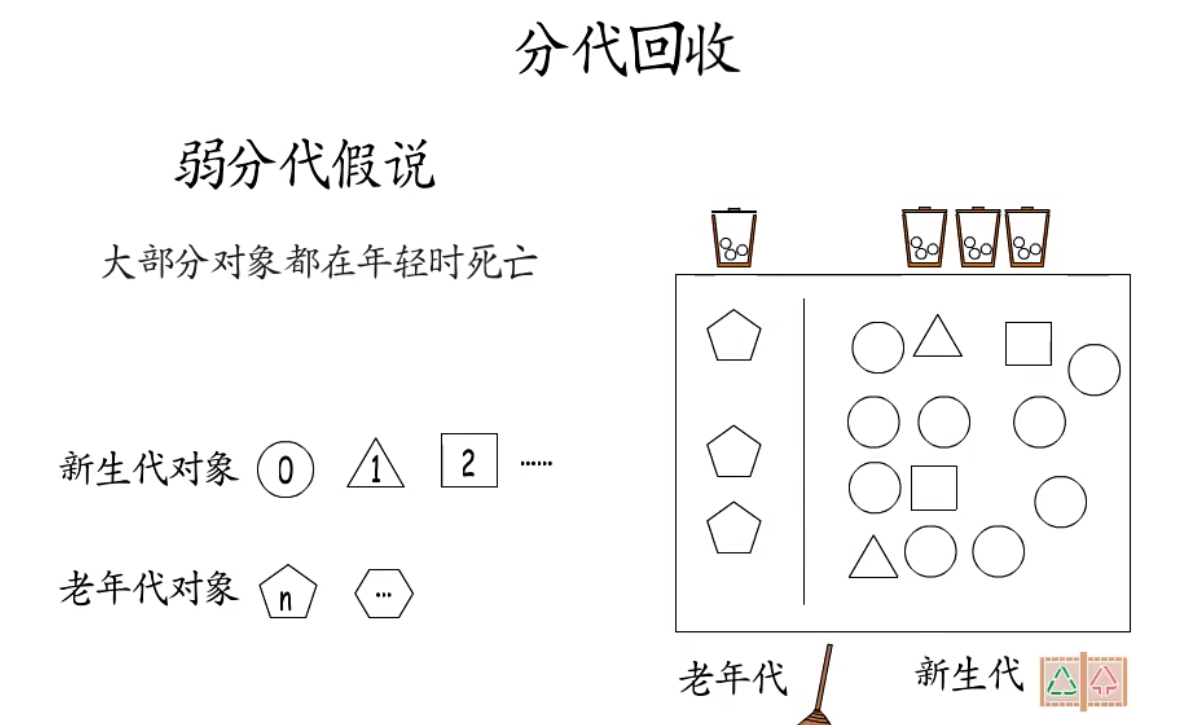 分代回收
弱分代假说
大部分对象都在年轻时死亡
新生代对象 0 1 2 ……
老年代对象 n …
老年代 新生代